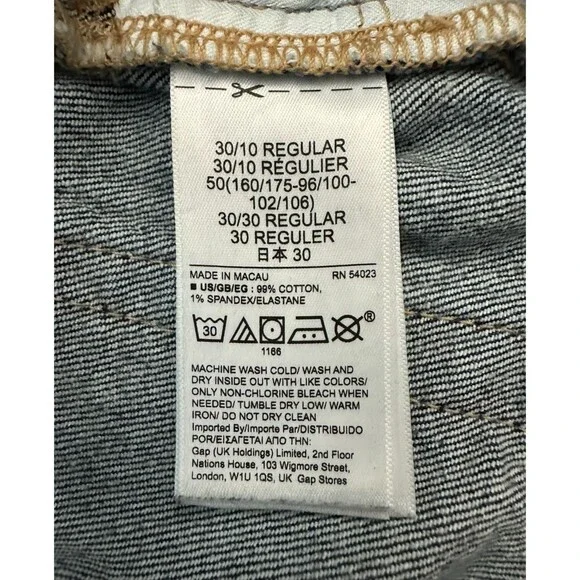 30/10 REGULAR
30/10 RÉGULIER
50(160/175-96/100-
102/106)
30/30 REGULAR
30 REGULER
日本 30
MADE IN MACAU RN 54023
■ US/GB/EG : 99% COTTON,
1% SPANDEX/ELASTANE
30 ®
1166
MACHINE WASH COLD/ WASH AND
DRY INSIDE OUT WITH LIKE COLORS/
ONLY NON-CHLORINE BLEACH WHEN
NEEDED/ TUMBLE DRY LOW/ WARM
IRON/ DO NOT DRY CLEAN
Imported By/Importe Par/DISTRIBUIDO
POR/ΕΙΣΑΓΕΤΑΙ ΑΠΟ ΤΗΝ:
Gap (UK Holdings) Limited, 2nd Floor
Nations House, 103 Wigmore Street,
London, W1U 1QS, UK Gap Stores